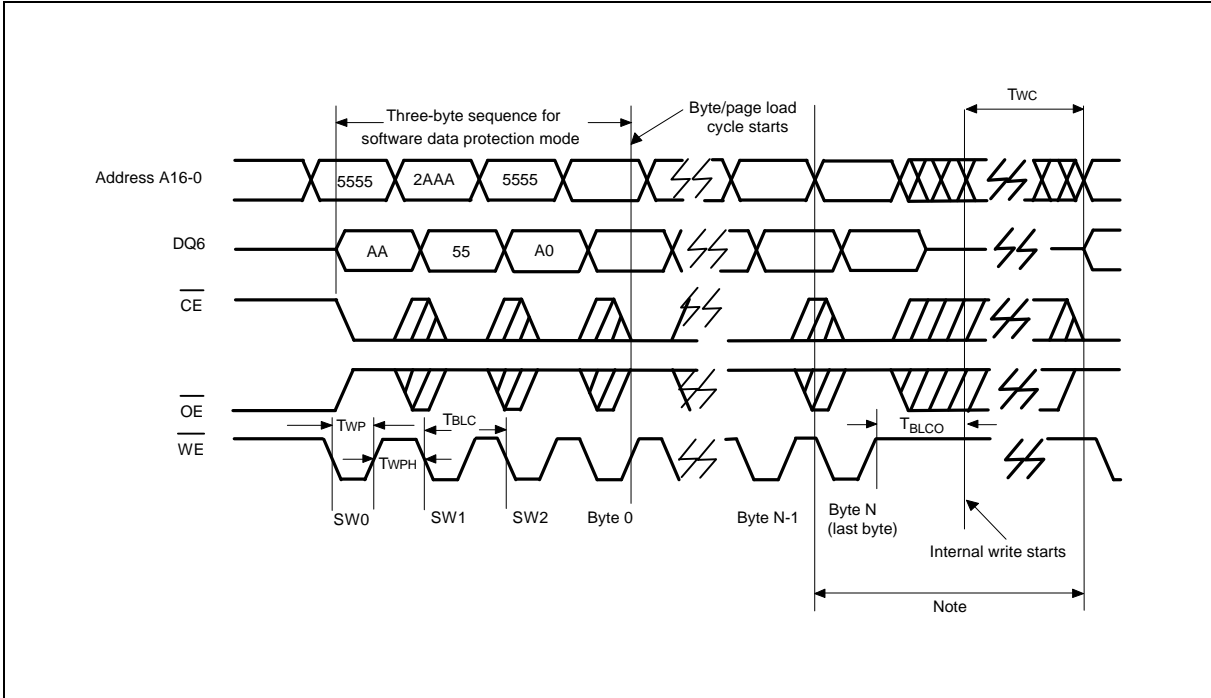 Three-byte sequence for
software data protection mode
Byte/page load
cycle starts
TWC
Address A16-0
5555
2AAA
5555
DQ6
AA
55
A0
CE
OE
TWP
TBLC
TBLCO
WE
TWPH
SW0
SW1
SW2
Byte 0
Byte N-1
Byte N
(last byte)
Internal write starts
Note